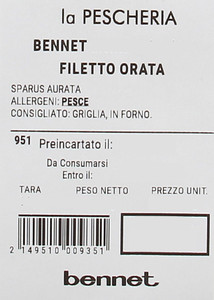 la PESCHERIA
BENNET
FILETTO ORATA
SPARUS AURATA
ALLERGENI: PESCE
CONSIGLIATO: GRIGLIA, IN FORNO.
951 Preincartato il:
Da Consumarsi
Entro il:
TARA PESO NETTO PREZZO UNIT.
2 149510 009351
bennet